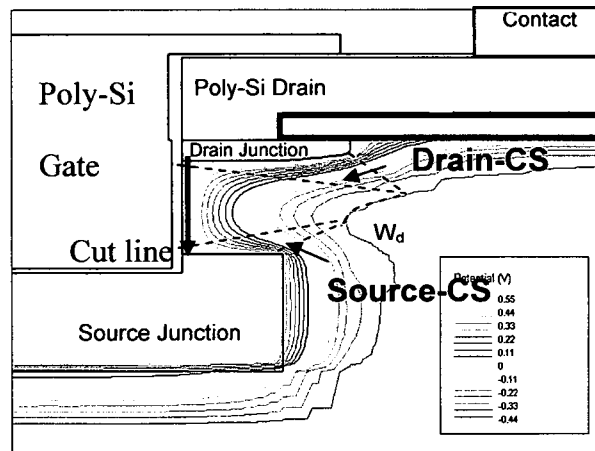 Contact
Poly-Si
Poly-Si Drain
Drain Junction
Gate
Drain-CS
Cut line
W_d
Source-CS
Source Junction
Potential (V)
0.55
0.44
0.33
0.22
0.11
0
-0.11
-0.22
-0.33
-0.44